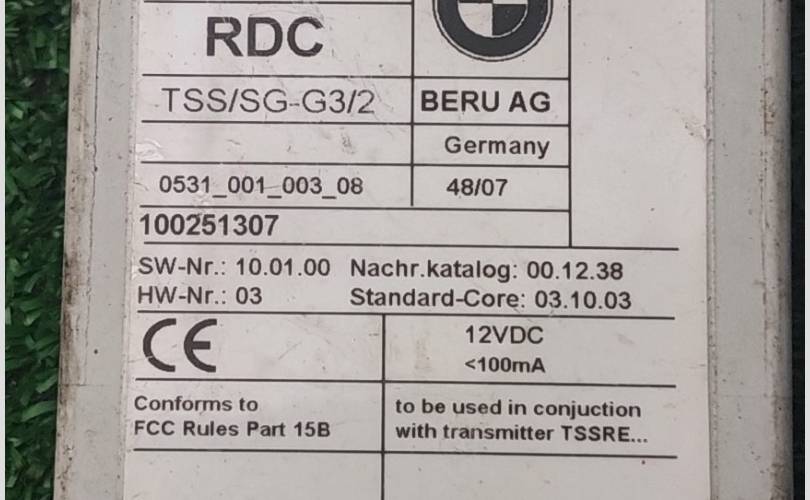 RDC
TSS/SG-G3/2 BERU AG
Germany
0531_001_003_08 48/07
100251307
SW-Nr.: 10.01.00 Nachr.katalog: 00.12.38
HW-Nr.: 03 Standard-Core: 03.10.03
CE 12VDC
<100mA
Conforms to to be used in conjuction
FCC Rules Part 15B with transmitter TSSRE...